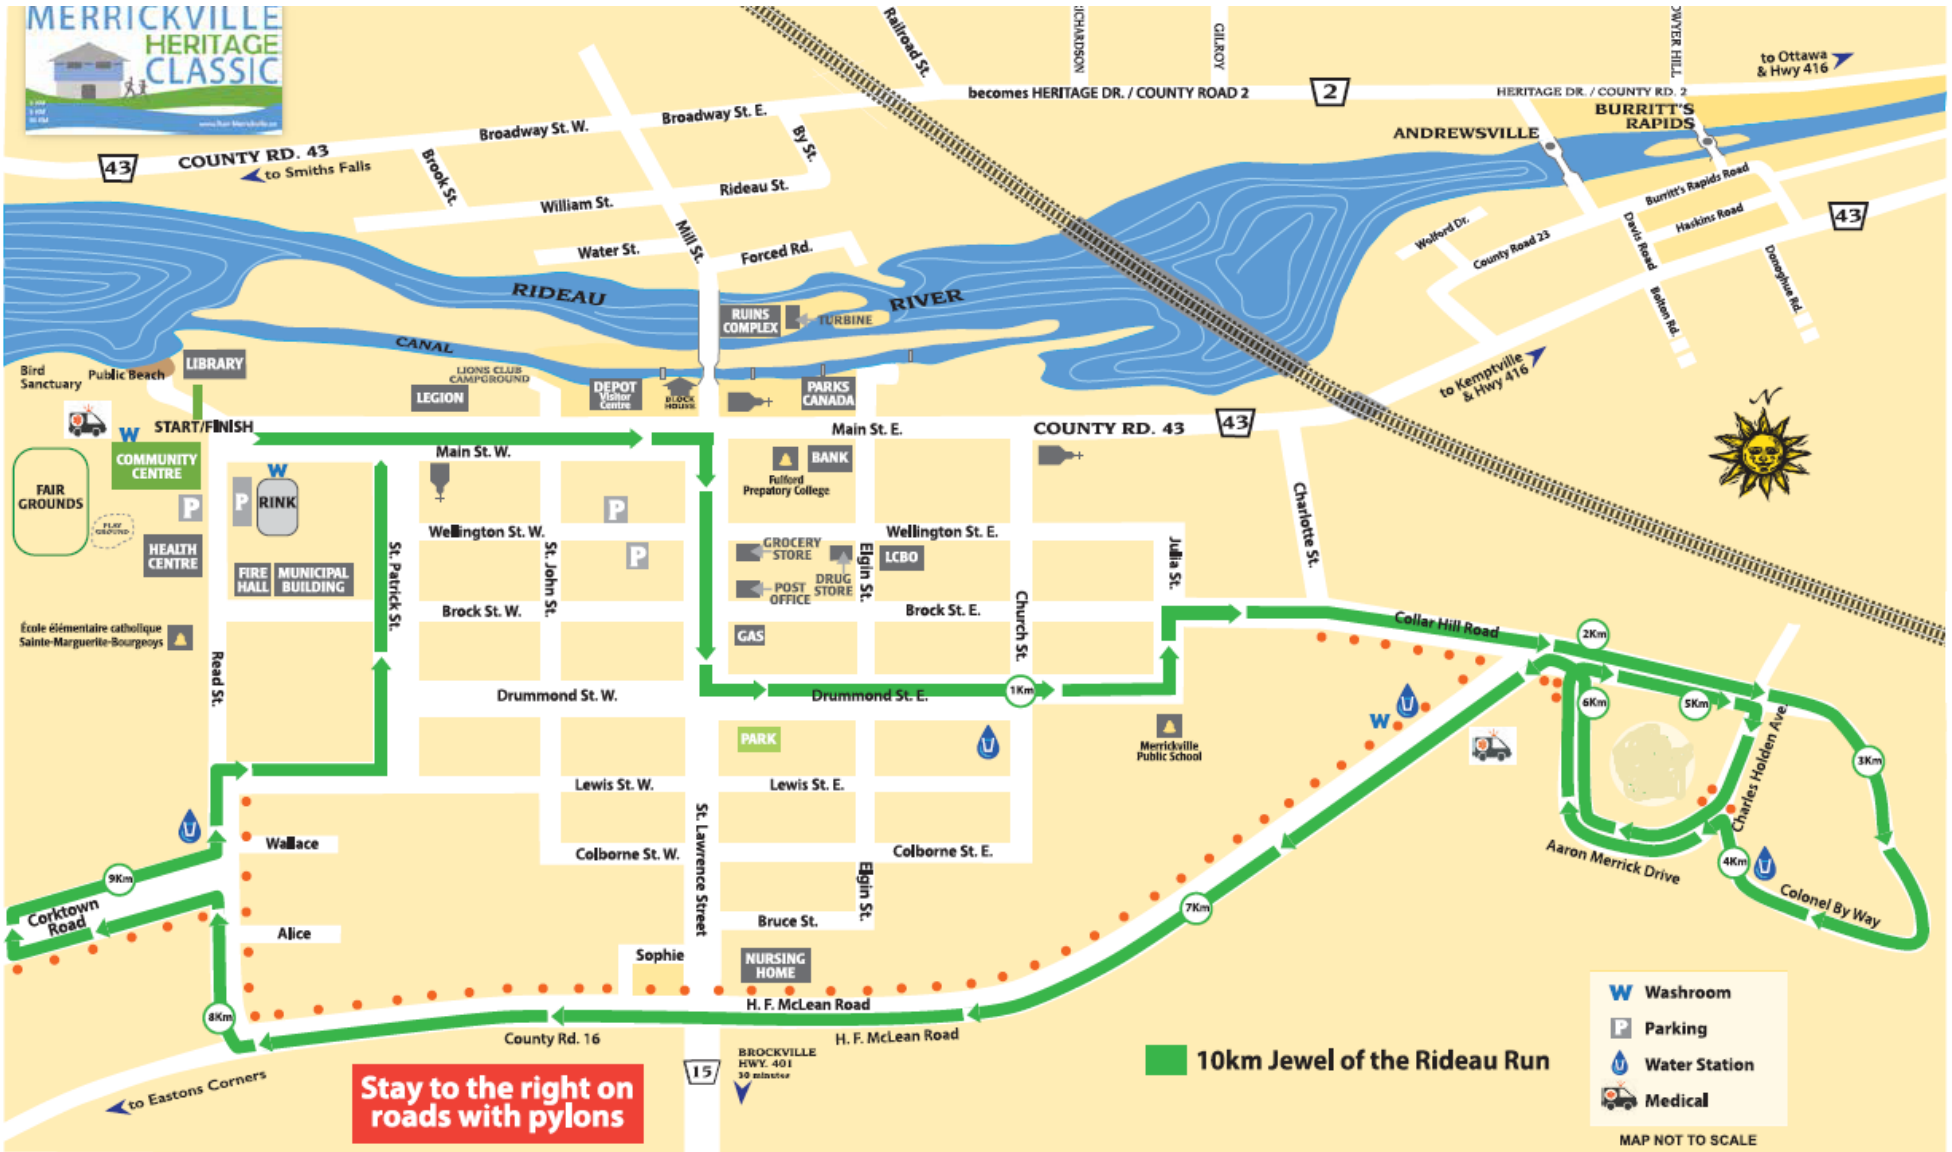 MERRICKVILLE
HERITAGE
CLASSIC
Railroad St.
GILROY
to Ottawa
& Hwy 416
becomes HERITAGE DR. / COUNTY ROAD 2
2
HERITAGE DR. / COUNTY RD. 2
BURRITT'S
RAPIDS
ANDREWSVILLE
Broadway St. W.
Broadway St. E.
By St.
43
COUNTY RD. 43
to Smiths Falls
Brook St.
Rideau St.
William St.
Mill St.
Water St.
Forced Rd.
Burritt's Rapids Road
Haskins Road
43
Wolford Dr.
County Road 23
Davis Road
Bolton Rd.
Donoghue Rd.
RIDEAU
RIVER
RUINS
COMPLEX
TURBINE
CANAL
to Kemptville
& Hwy 416
Bird
Sanctuary
Public Beach
LIBRARY
LIONS CLUB
CAMPGROUND
LEGION
DEPOT
Visitor
Centre
BLOCK
HOUSE
PARKS
CANADA
N
START/FINISH
W
COMMUNITY
CENTRE
Main St. W.
Main St. E.
COUNTY RD. 43
43
FAIR
GROUNDS
PLAY
GROUND
P
P
W
RINK
HEALTH
CENTRE
FIRE
HALL
MUNICIPAL
BUILDING
BANK
Fulford
Prepatory College
P
P
Wellington St. W.
Wellington St. E.
GROCERY
STORE
DRUG
STORE
LCBO
POST
OFFICE
St. Patrick St.
St. John St.
Elgin St.
Church St.
Julia St.
Charlotte St.
Brock St. W.
Brock St. E.
GAS
École élémentaire catholique
Sainte-Marguerite-Bourgeoys
Read St.
Collar Hill Road
2Km
Drummond St. W.
Drummond St. E.
1Km
PARK
Merrickville
Public School
W
6Km
5Km
Charles Holden Ave.
3Km
Lewis St. W.
Lewis St. E.
St. Lawrence Street
Wallace
Colborne St. W.
Colborne St. E.
Elgin St.
Aaron Merrick Drive
4Km
Colonel By Way
9Km
Corktown
Road
Alice
Bruce St.
7Km
Sophie
NURSING
HOME
H. F. McLean Road
8Km
County Rd. 16
H. F. McLean Road
to Eastons Corners
15
BROCKVILLE
HWY. 401
30 minutes
Stay to the right on
roads with pylons
10km Jewel of the Rideau Run
W Washroom
P Parking
Water Station
Medical
MAP NOT TO SCALE